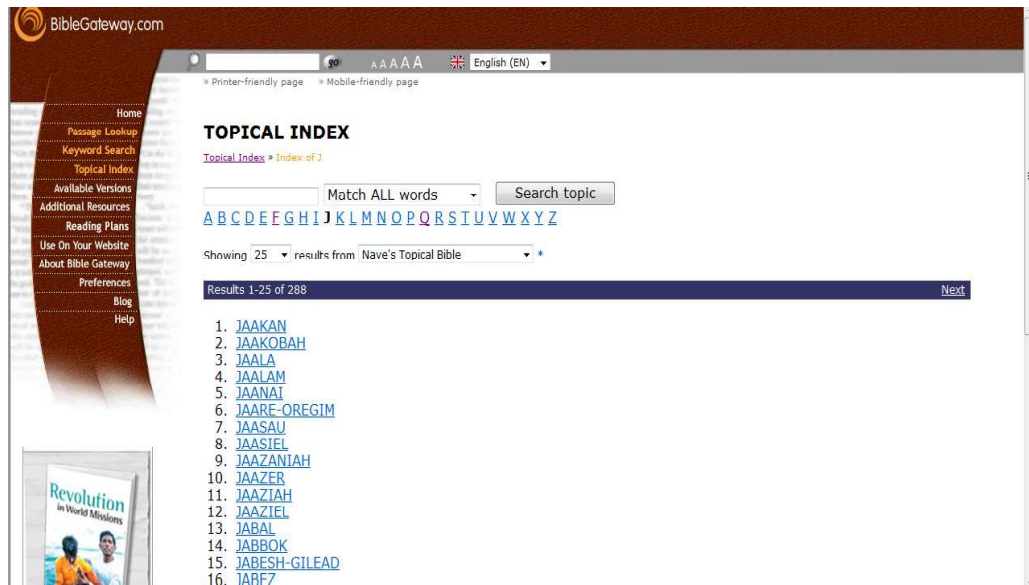 BibleGateway.com
go A A A A A English (EN)
» Printer-friendly page » Mobile-friendly page
Home
Passage Lookup
Keyword Search
Topical Index
Available Versions
Additional Resources
Reading Plans
Use On Your Website
About Bible Gateway
Preferences
Blog
Help
TOPICAL INDEX
Topical Index » Index of J
Match ALL words Search topic
A B C D E F G H I J K L M N O P Q R S T U V W X Y Z
Showing 25 results from Nave's Topical Bible *
Results 1-25 of 288 Next
1. JAAKAN
2. JAAKOBAH
3. JAALA
4. JAALAM
5. JAANAI
6. JAARE-OREGIM
7. JAASAU
8. JAASIEL
9. JAAZANIAH
10. JAAZER
11. JAAZIAH
12. JAAZIEL
13. JABAL
14. JABBOK
15. JABESH-GILEAD
16. JABEZ
Revolution
in World Missions